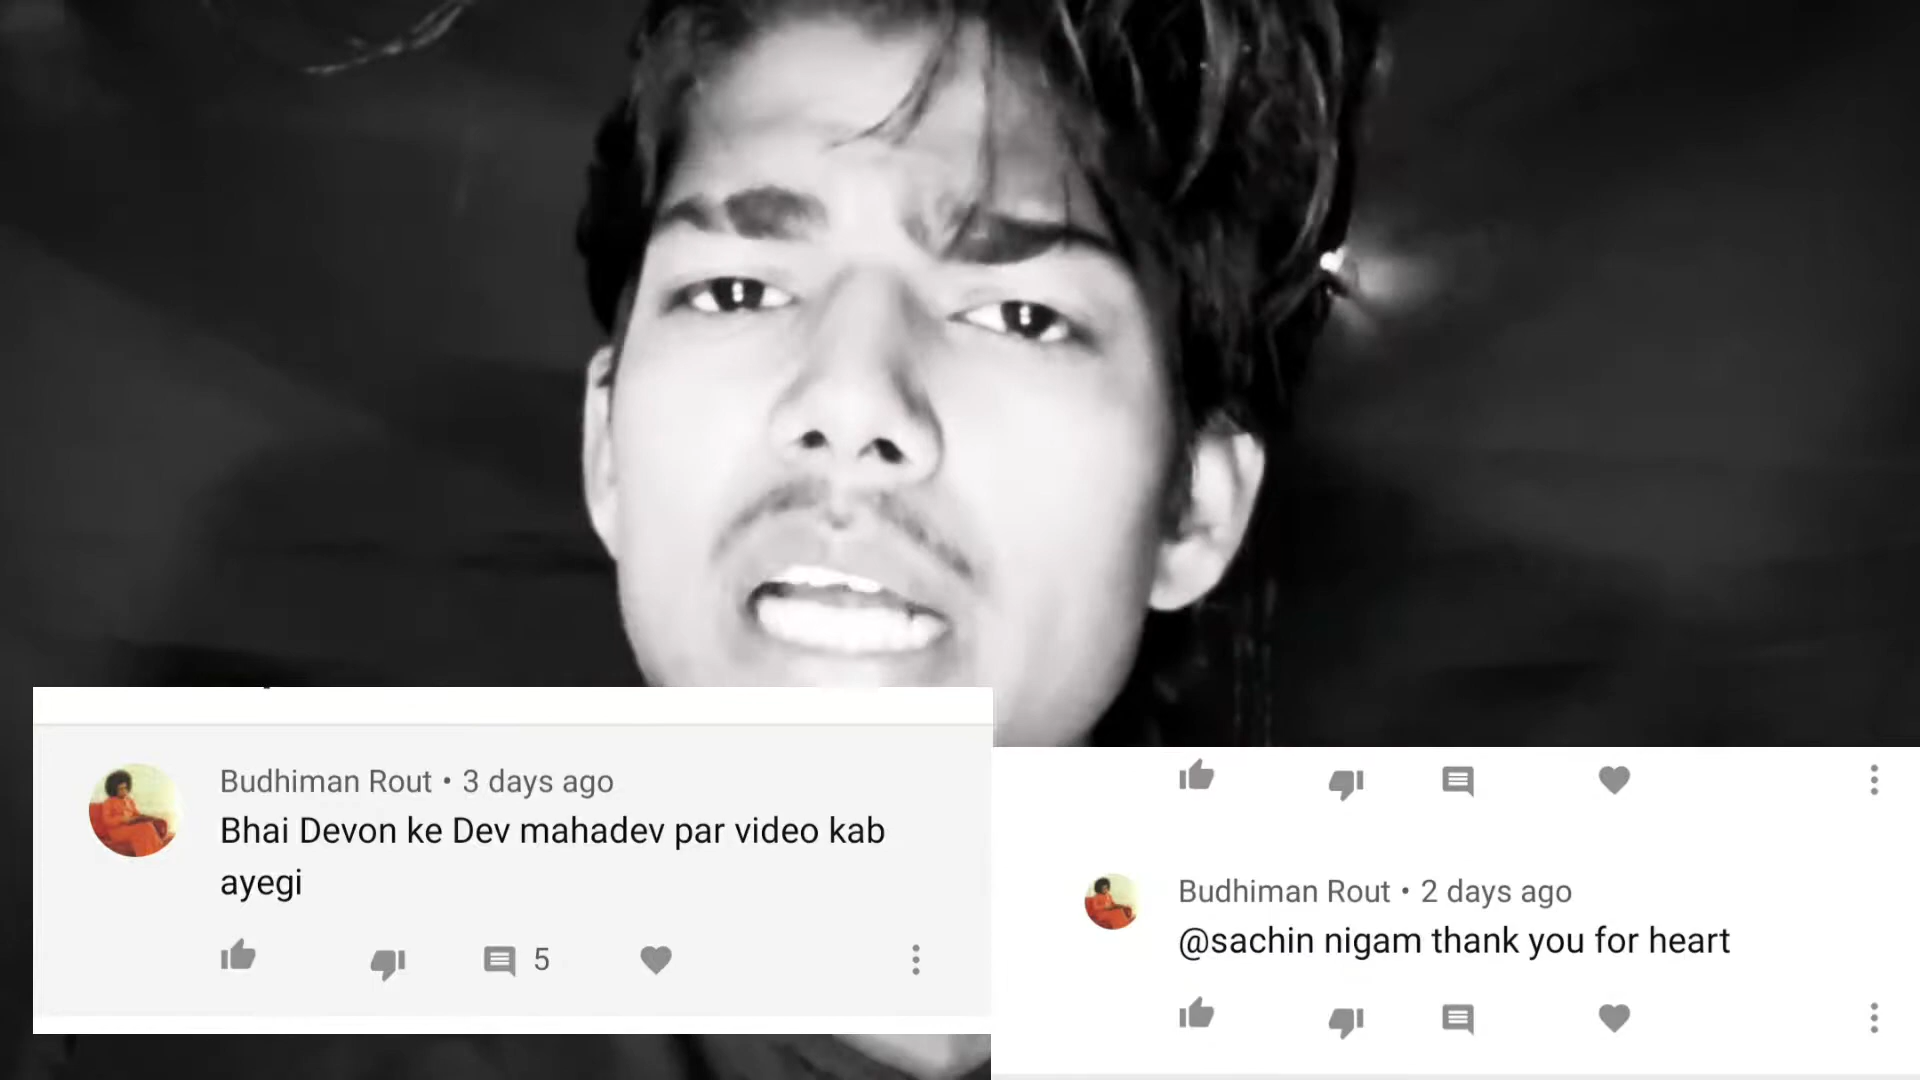 Budhiman Rout • 3 days ago
Bhai Devon ke Dev mahadev par video kab
ayegi
5
Budhiman Rout • 2 days ago
@sachin nigam thank you for heart